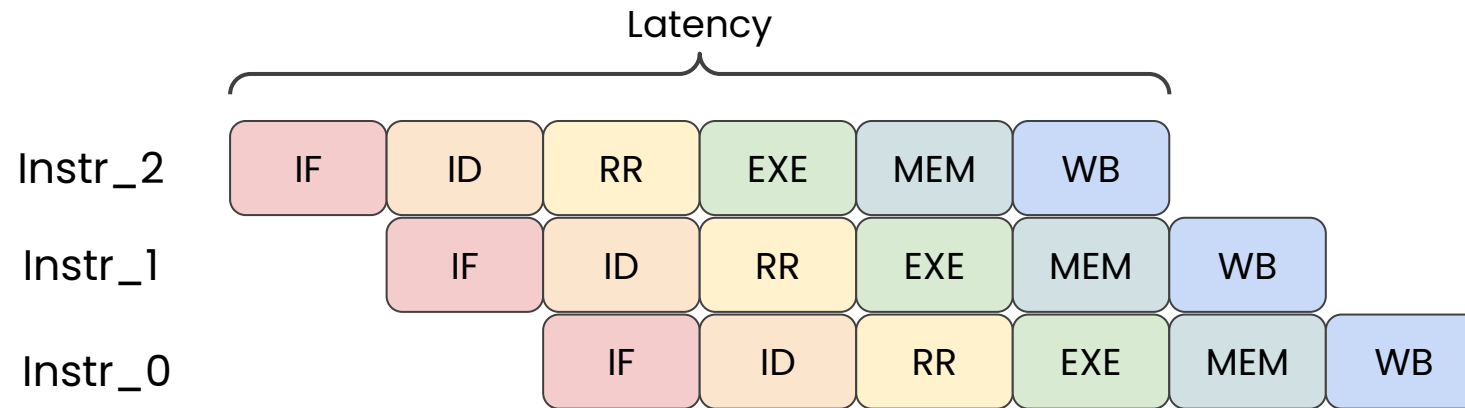 Latency
Instr_2 IF ID RR EXE MEM WB
Instr_1 IF ID RR EXE MEM WB
Instr_0 IF ID RR EXE MEM WB